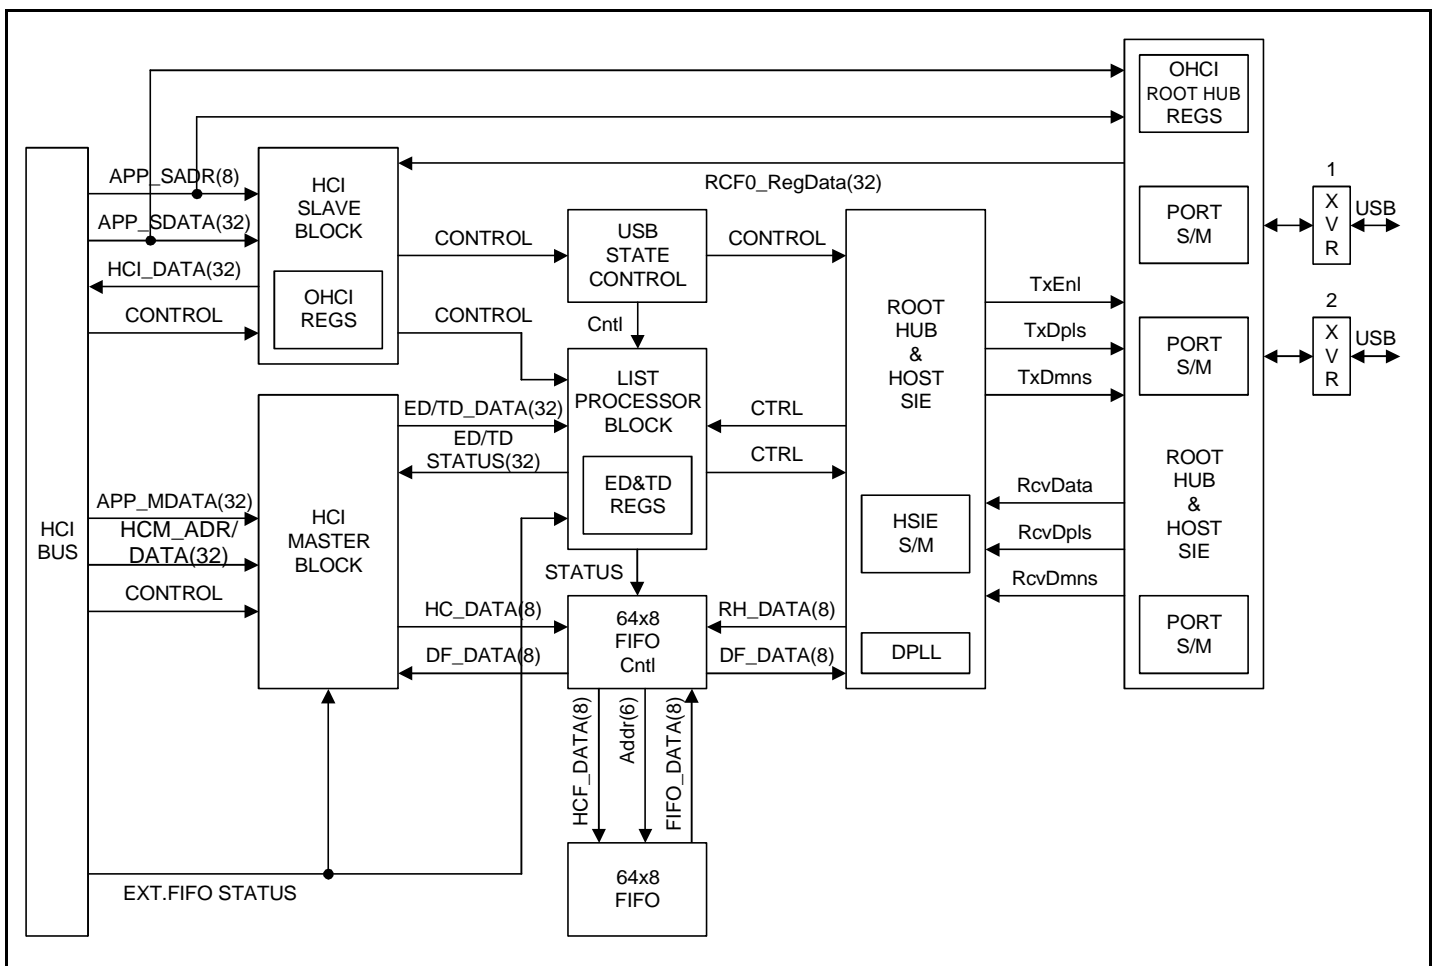 OHCI
ROOT HUB
REGS
APP_SADR(8)
HCI
SLAVE
BLOCK
RCF0_RegData(32)
1
X
V
R
USB
APP_SDATA(32)
HCI_DATA(32)
CONTROL
OHCI
REGS
CONTROL
CONTROL
USB
STATE
CONTROL
CONTROL
Cntl
PORT
S/M
2
X
V
R
USB
PORT
S/M
ROOT
HUB
&
HOST
SIE
TxEnl
TxDpls
TxDmns
LIST
PROCESSOR
BLOCK
ED/TD_DATA(32)
ED/TD
STATUS(32)
CTRL
CTRL
ED&TD
REGS
HCI
BUS
APP_MDATA(32)
HCM_ADR/
DATA(32)
CONTROL
HCI
MASTER
BLOCK
HSIE
S/M
RcvData
RcvDpls
RcvDmns
ROOT
HUB
&
HOST
SIE
STATUS
HC_DATA(8)
DF_DATA(8)
64x8
FIFO
Cntl
RH_DATA(8)
DF_DATA(8)
DPLL
PORT
S/M
HCF_DATA(8)
Addr(6)
FIFO_DATA(8)
64x8
FIFO
EXT.FIFO STATUS